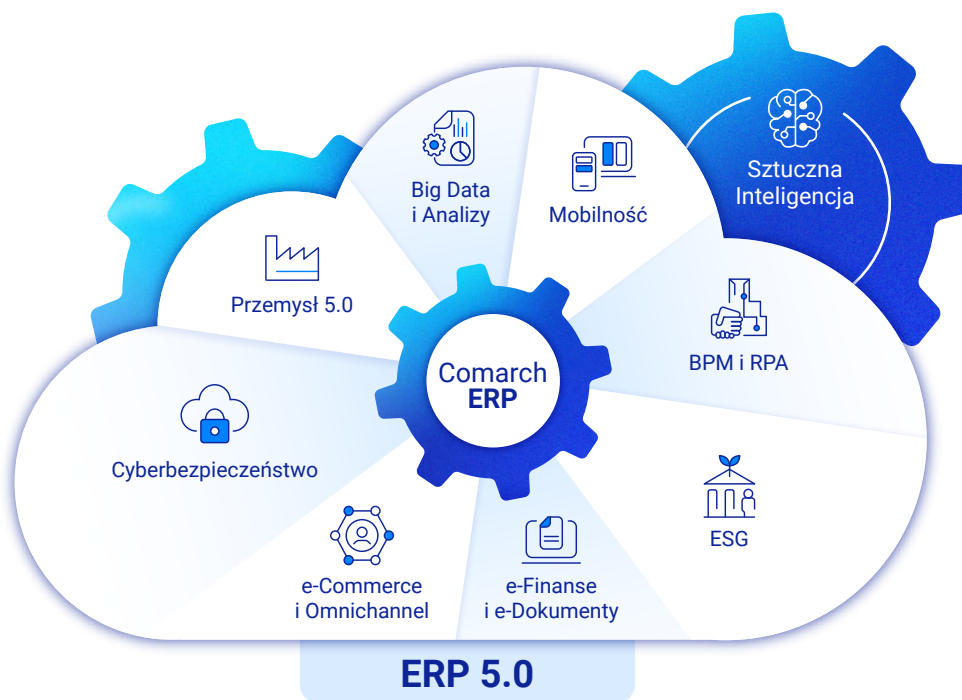 Sztuczna
Inteligencja
Big Data
i Analizy
Mobilność
Przemysł 5.0
BPM i RPA
Comarch
ERP
Cyberbezpieczeństwo
ESG
e-Commerce
i Omnichannel
e-Finanse
i e-Dokumenty
ERP 5.0